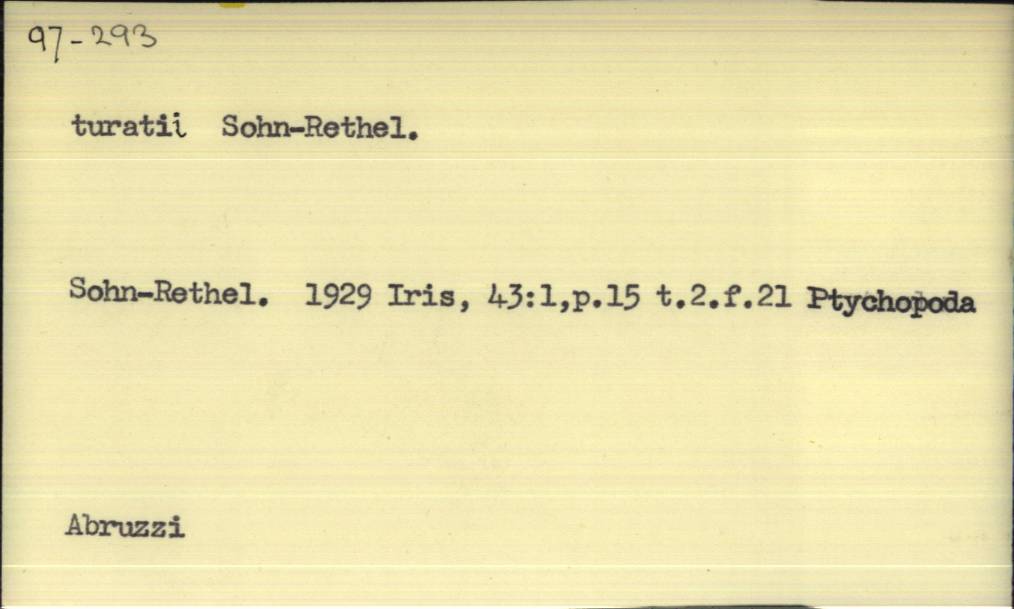 97-293
turatii Sohn-Rethel.
Sohn-Rethel. 1929 Iris, 43:1,p.15 t.2.f.21 Ptychopoda
Abruzzi